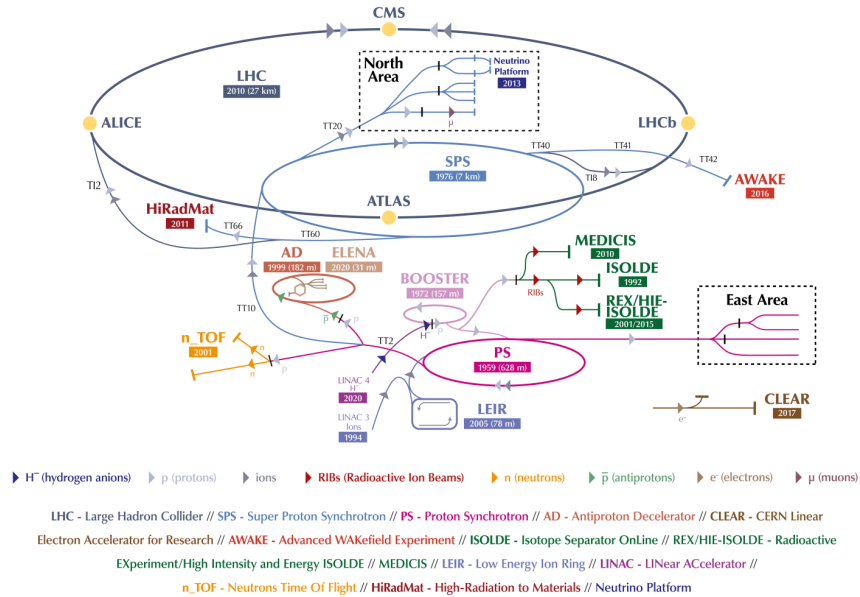 CMS
North Area
Neutrino Platform
2013
LHC
2010 (27 km)
ALICE
TT20
μ
LHCb
TT40
TT41
SPS
1976 (7 km)
TI8
TT42
TI2
AWAKE
2016
HiRadMat
2011
ATLAS
TT66
TT60
AD
1999 (182 m)
ELENA
2020 (31 m)
MEDICIS
2010
BOOSTER
1972 (157 m)
ISOLDE
1992
RIBs
REX/HIE-
ISOLDE
2001/2015
East Area
TT10
p̅
p
p
H⁻
n_TOF
2001
n
n
p
TT2
PS
1959 (628 m)
LINAC 4
H⁻
2020
LINAC 3
Ions
1994
LEIR
2005 (78 m)
CLEAR
2017
e⁻
H⁻ (hydrogen anions)
p (protons)
ions
RIBs (Radioactive Ion Beams)
n (neutrons)
p̅ (antiprotons)
e⁻ (electrons)
μ (muons)
LHC - Large Hadron Collider // SPS - Super Proton Synchrotron // PS - Proton Synchrotron // AD - Antiproton Decelerator // CLEAR - CERN Linear
Electron Accelerator for Research // AWAKE - Advanced WAKefield Experiment // ISOLDE - Isotope Separator OnLine // REX/HIE-ISOLDE - Radioactive
EXperiment/High Intensity and Energy ISOLDE // MEDICIS // LEIR - Low Energy Ion Ring // LINAC - LINear ACcelerator //
n_TOF - Neutrons Time Of Flight // HiRadMat - High-Radiation to Materials // Neutrino Platform